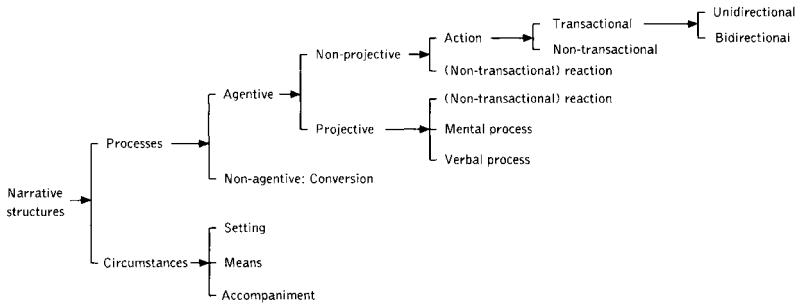 Unidirectional
Transactional
Action
Bidirectional
Non-projective
Non-transactional
(Non-transactional) reaction
Agentive
(Non-transactional) reaction
Projective
Mental process
Processes
Verbal process
Non-agentive: Conversion
Narrative
structures
Setting
Circumstances
Means
Accompaniment